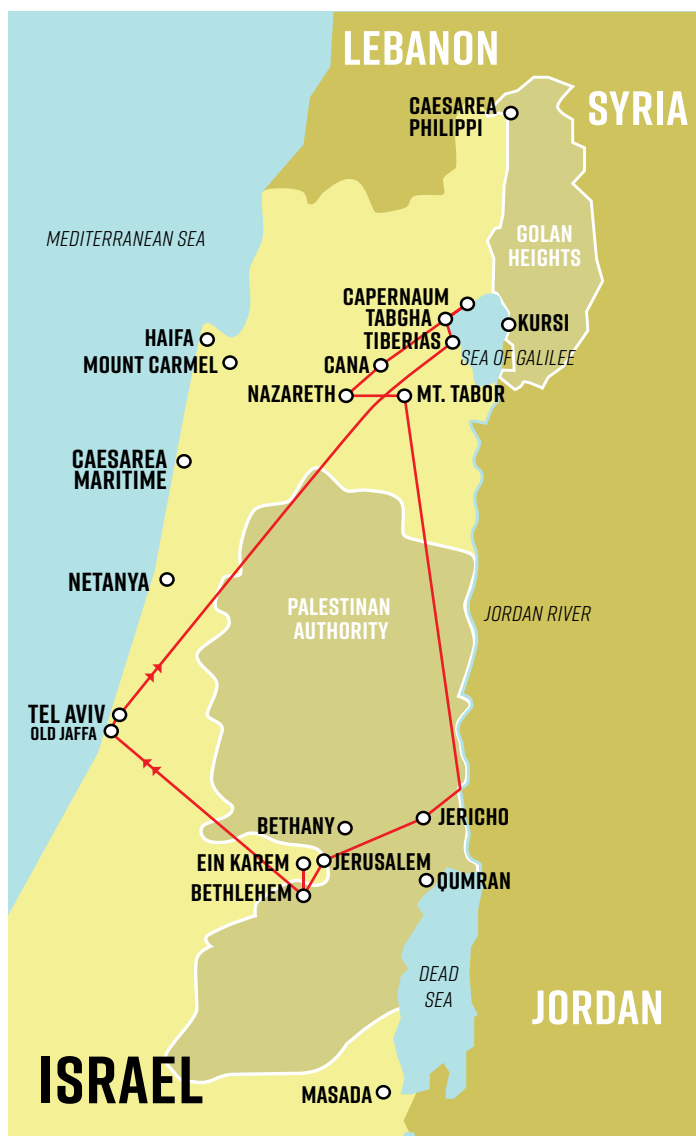 LEBANON
CAESAREA
PHILIPPI
SYRIA
MEDITERRANEAN SEA
GOLAN
HEIGHTS
CAPERNAUM
TABGHA
KURSI
HAIFA
TIBERIAS
SEA OF GALILEE
MOUNT CARMEL
CANA
NAZARETH
MT. TABOR
CAESAREA
MARITIME
NETANYA
PALESTINAN
AUTHORITY
JORDAN RIVER
TEL AVIV
OLD JAFFA
JERICHO
BETHANY
EIN KAREM
JERUSALEM
QUMRAN
BETHLEHEM
DEAD
SEA
JORDAN
ISRAEL
MASADA